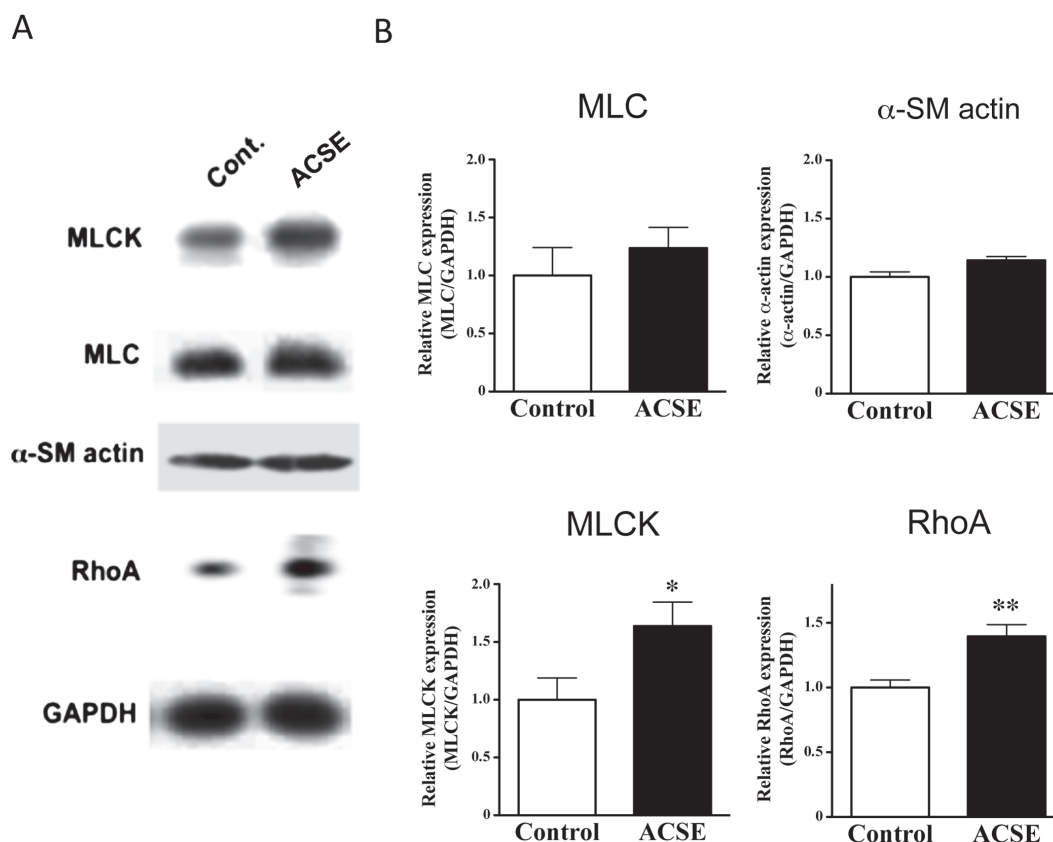 A
B
Cont. ACSE
MLCK
MLC
α-SM actin
RhoA
GAPDH
MLC
Relative MLC expression
(MLC/GAPDH)
2.0
1.5
1.0
0.5
0
Control ACSE
α-SM actin
Relative α-actin expression
(α-actin/GAPDH)
2.0
1.5
1.0
0.5
0
Control ACSE
MLCK
Relative MLCK expression
(MLCK/GAPDH)
2.0
1.5
1.0
0.5
0
*
Control ACSE
RhoA
Relative RhoA expression
(RhoA/GAPDH)
1.5
1.0
0.5
0
**
Control ACSE